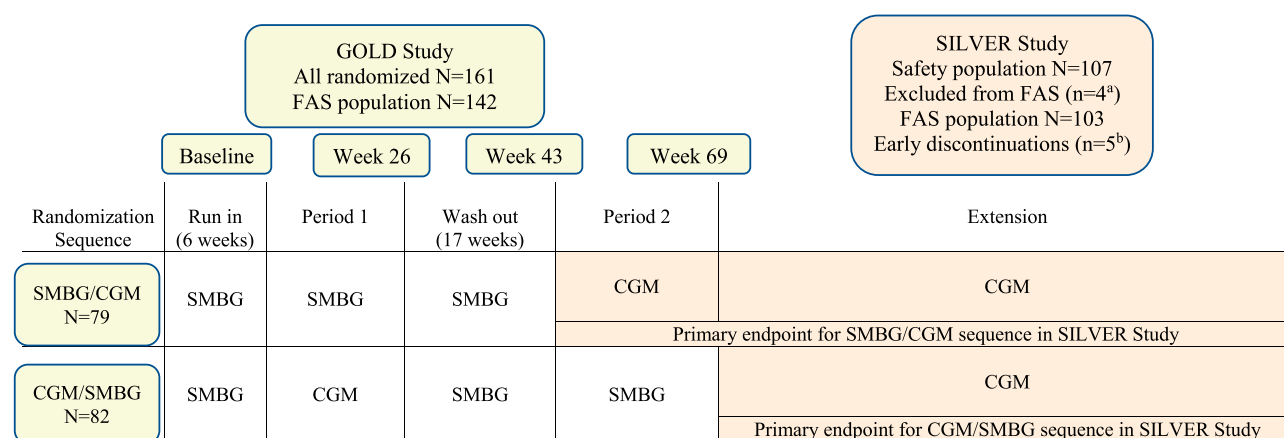 GOLD Study
All randomized N=161
FAS population N=142
SILVER Study
Safety population N=107
Excluded from FAS (n=4ᵃ)
FAS population N=103
Early discontinuations (n=5ᵇ)
Baseline
Week 26
Week 43
Week 69
Randomization
Sequence
Run in
(6 weeks)
Period 1
Wash out
(17 weeks)
Period 2
Extension
SMBG/CGM
N=79
SMBG
SMBG
SMBG
CGM
CGM
Primary endpoint for SMBG/CGM sequence in SILVER Study
CGM/SMBG
N=82
SMBG
CGM
SMBG
SMBG
CGM
Primary endpoint for CGM/SMBG sequence in SILVER Study